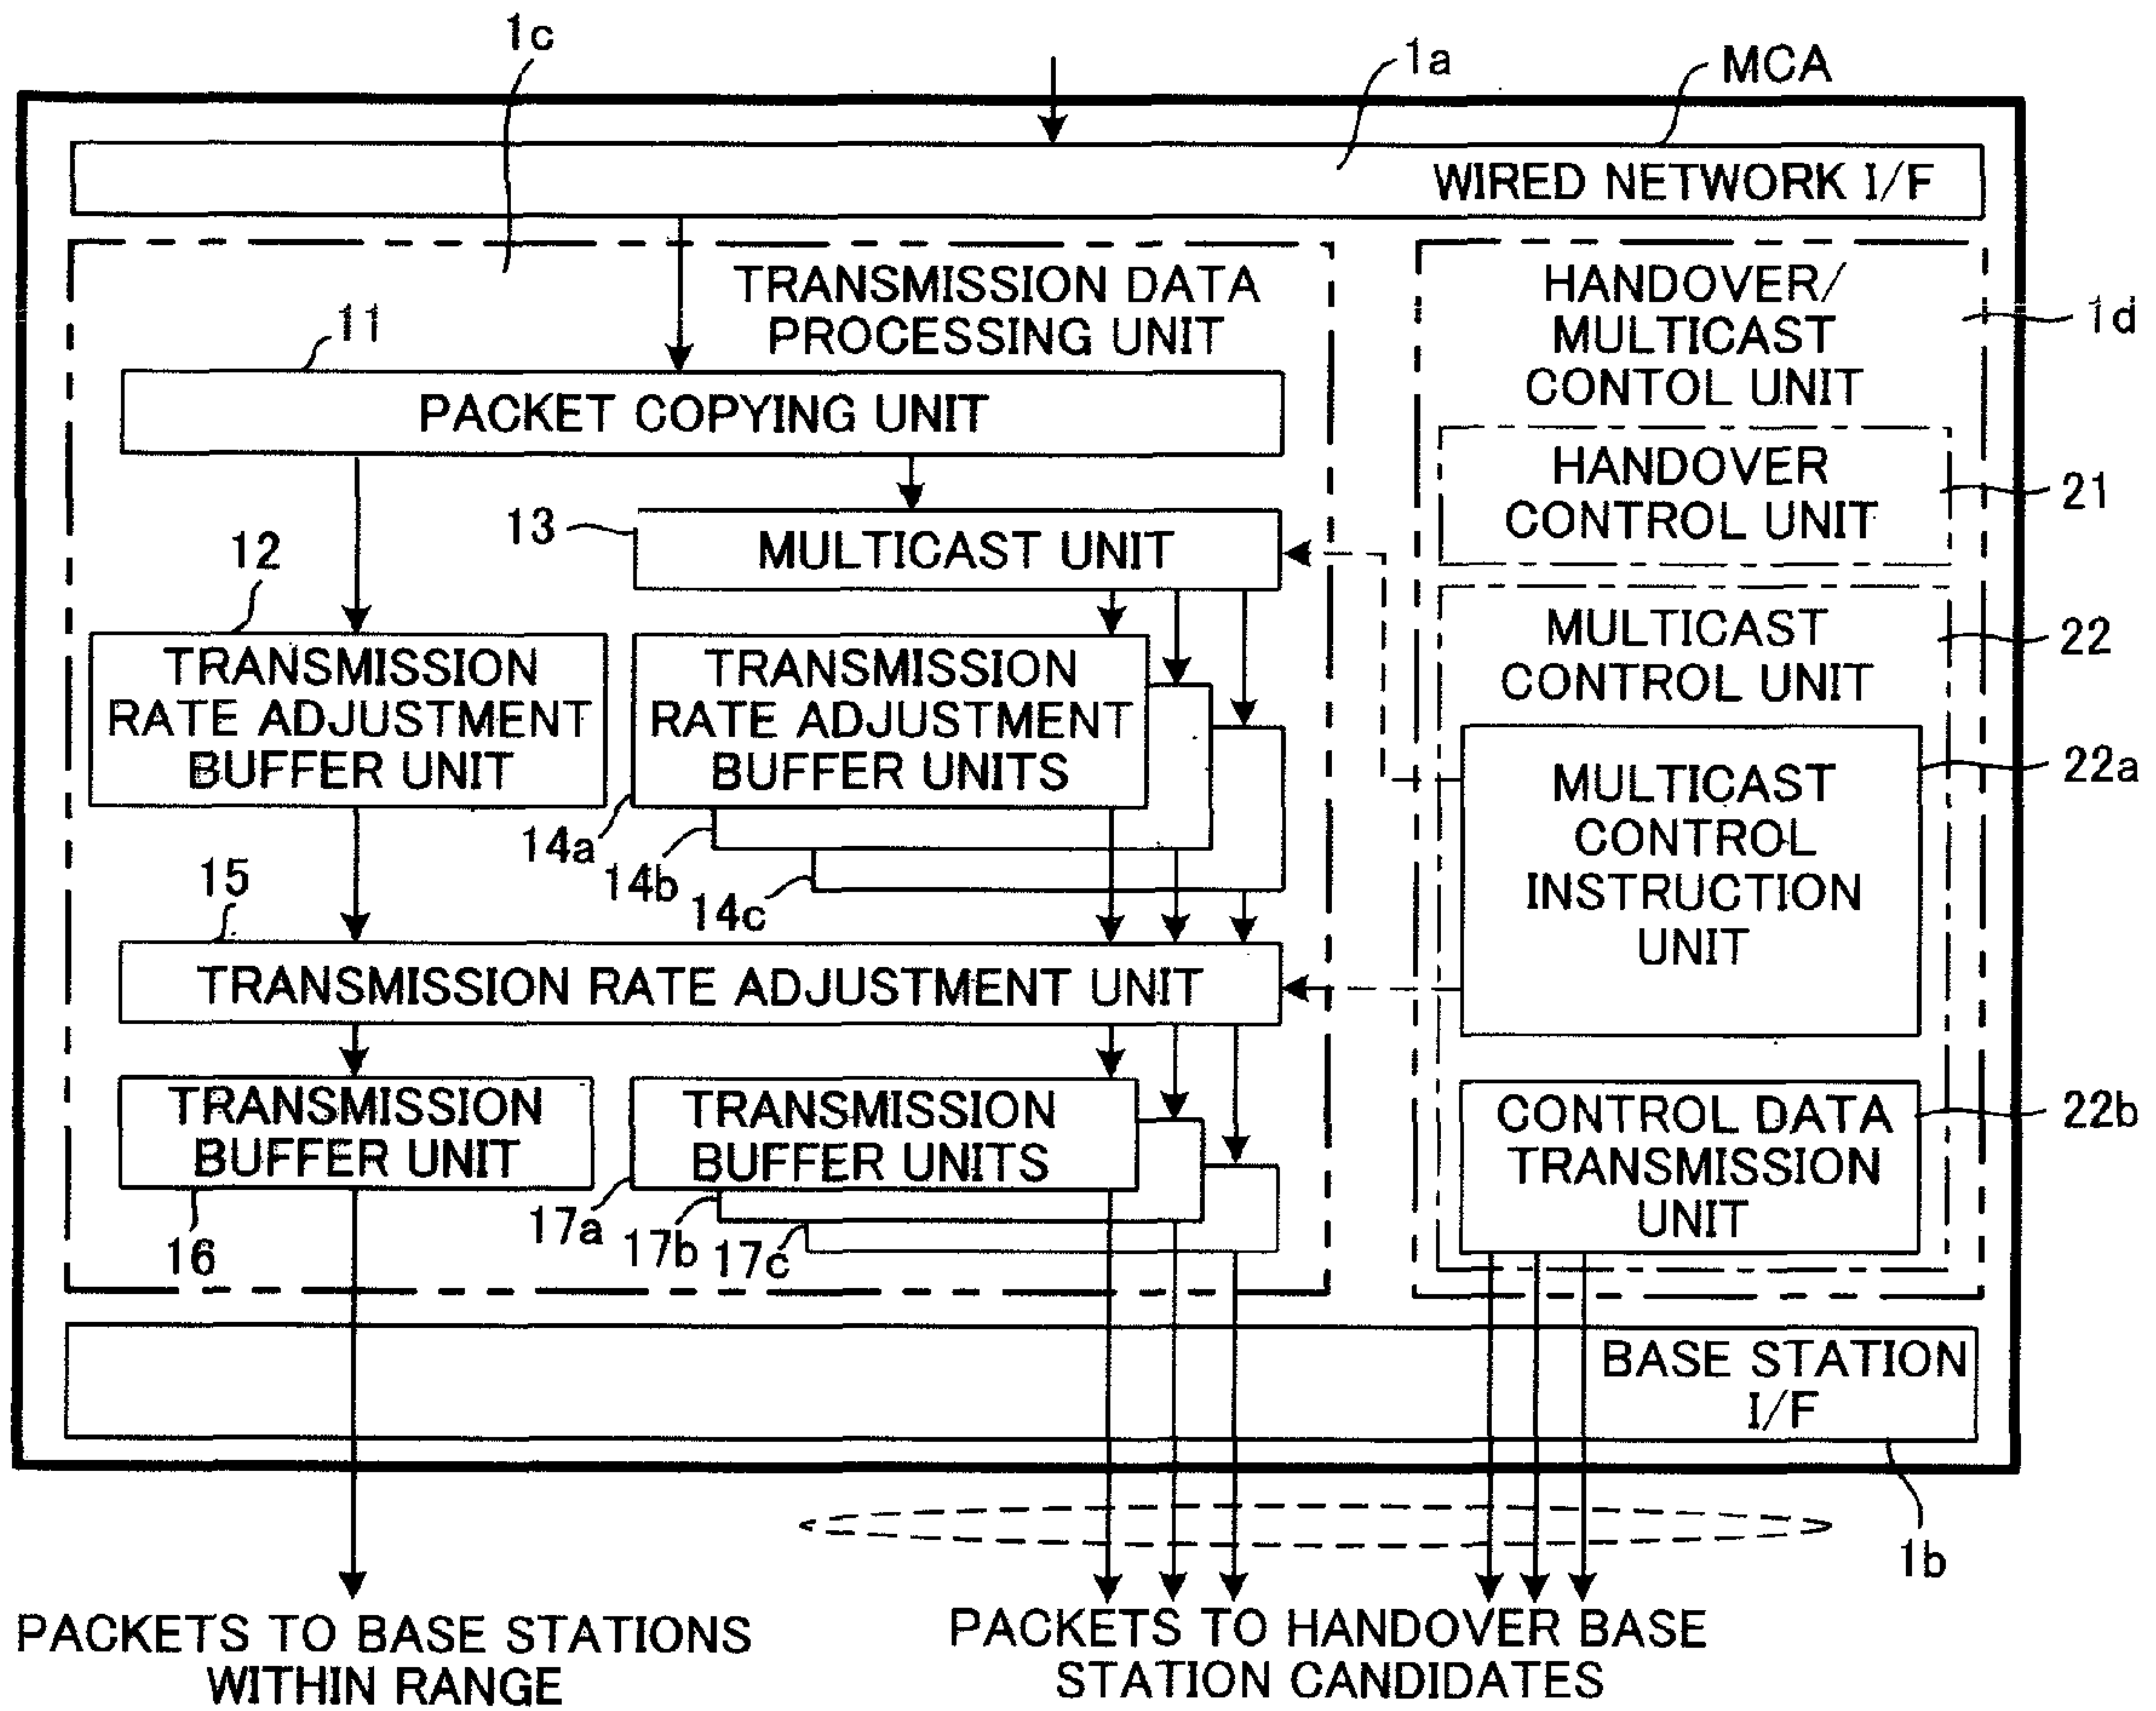 1c
1a
MCA
WIRED NETWORK I/F
TRANSMISSION DATA
PROCESSING UNIT
11
PACKET COPYING UNIT
13
MULTICAST UNIT
12
TRANSMISSION
RATE ADJUSTMENT
BUFFER UNIT
TRANSMISSION
RATE ADJUSTMENT
BUFFER UNITS
14a
14b
14c
15
TRANSMISSION RATE ADJUSTMENT UNIT
TRANSMISSION
BUFFER UNIT
16
TRANSMISSION
BUFFER UNITS
17a
17b
17c
HANDOVER/
MULTICAST
CONTOL UNIT
1d
HANDOVER
CONTROL UNIT
21
MULTICAST
CONTROL UNIT
22
MULTICAST
CONTROL
INSTRUCTION
UNIT
22a
CONTROL DATA
TRANSMISSION
UNIT
22b
BASE STATION
I/F
1b
PACKETS TO BASE STATIONS
WITHIN RANGE
PACKETS TO HANDOVER BASE
STATION CANDIDATES